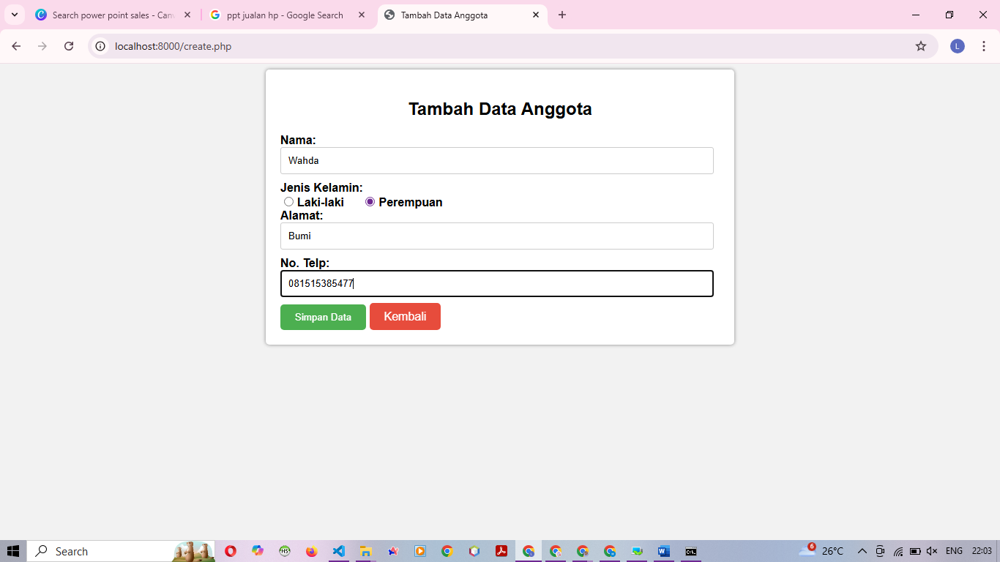 Search power point sales - Can
ppt jualan hp - Google Search
Tambah Data Anggota
localhost:8000/create.php
L
Tambah Data Anggota
Nama:
Wahda
Jenis Kelamin:
Laki-laki Perempuan
Alamat:
Bumi
No. Telp:
081515385477
Simpan Data Kembali
Search
HS
6
26°C
ENG
22:03